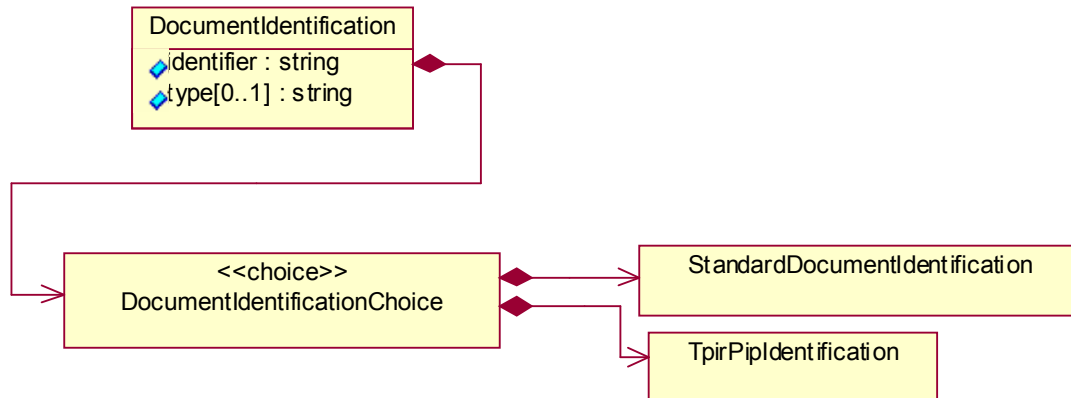 DocumentIdentification
identifier : string
type[0..1] : string
<<choice>>
DocumentIdentificationChoice
StandardDocumentIdentification
TpirPipIdentification